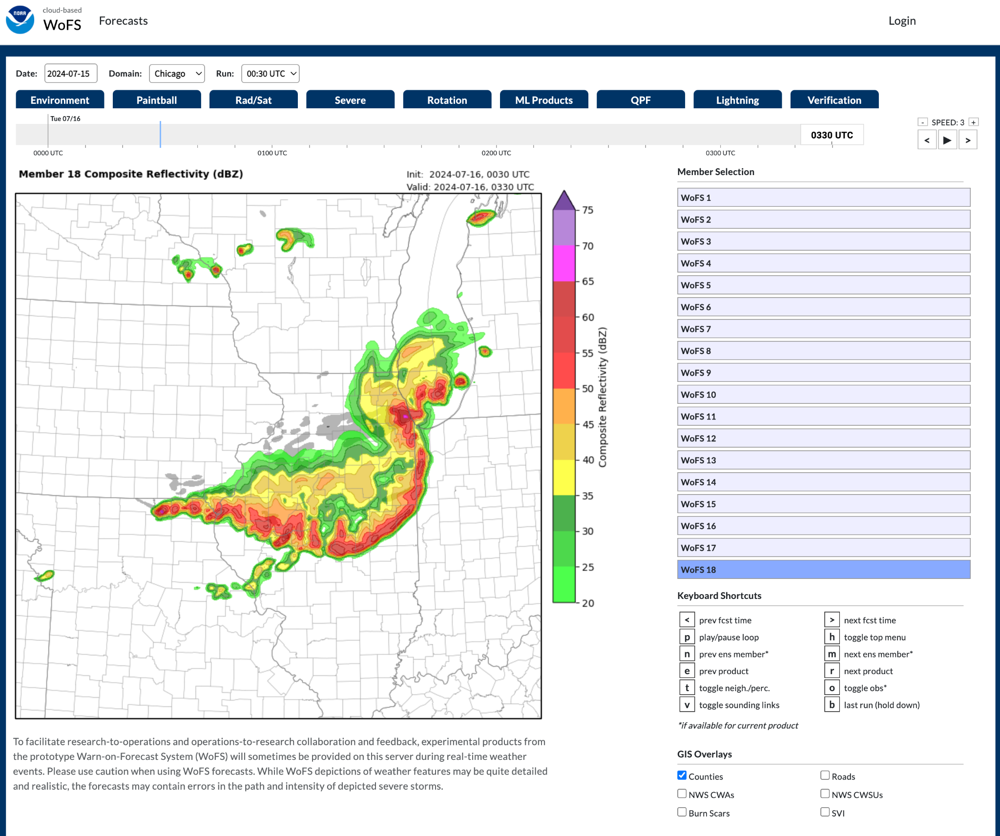 NOAA
cloud-based
WoFS
Forecasts
Login
Date: 2024-07-15 Domain: Chicago Run: 00:30 UTC
Environment Paintball Rad/Sat Severe Rotation ML Products QPF Lightning Verification
Tue 07/16
- SPEED: 3 +
0330 UTC
< ▶ >
0000 UTC 0100 UTC 0200 UTC 0300 UTC
Member 18 Composite Reflectivity (dBZ)
Init: 2024-07-16, 0030 UTC
Valid: 2024-07-16, 0330 UTC
75
70
65
60
55
50
45
40
35
30
25
20
Composite Reflectivity (dBZ)
Member Selection
WoFS 1
WoFS 2
WoFS 3
WoFS 4
WoFS 5
WoFS 6
WoFS 7
WoFS 8
WoFS 9
WoFS 10
WoFS 11
WoFS 12
WoFS 13
WoFS 14
WoFS 15
WoFS 16
WoFS 17
WoFS 18
Keyboard Shortcuts
< prev fcst time > next fcst time
p play/pause loop h toggle top menu
n prev ens member* m next ens member*
e prev product r next product
t toggle neigh./perc. o toggle obs*
v toggle sounding links b last run (hold down)
*if available for current product
GIS Overlays
Counties Roads
NWS CWAs NWS CWSUs
Burn Scars SVI
To facilitate research-to-operations and operations-to-research collaboration and feedback, experimental products from
the prototype Warn-on-Forecast System (WoFS) will sometimes be provided on this server during real-time weather
events. Please use caution when using WoFS forecasts. While WoFS depictions of weather features may be quite detailed
and realistic, the forecasts may contain errors in the path and intensity of depicted severe storms.